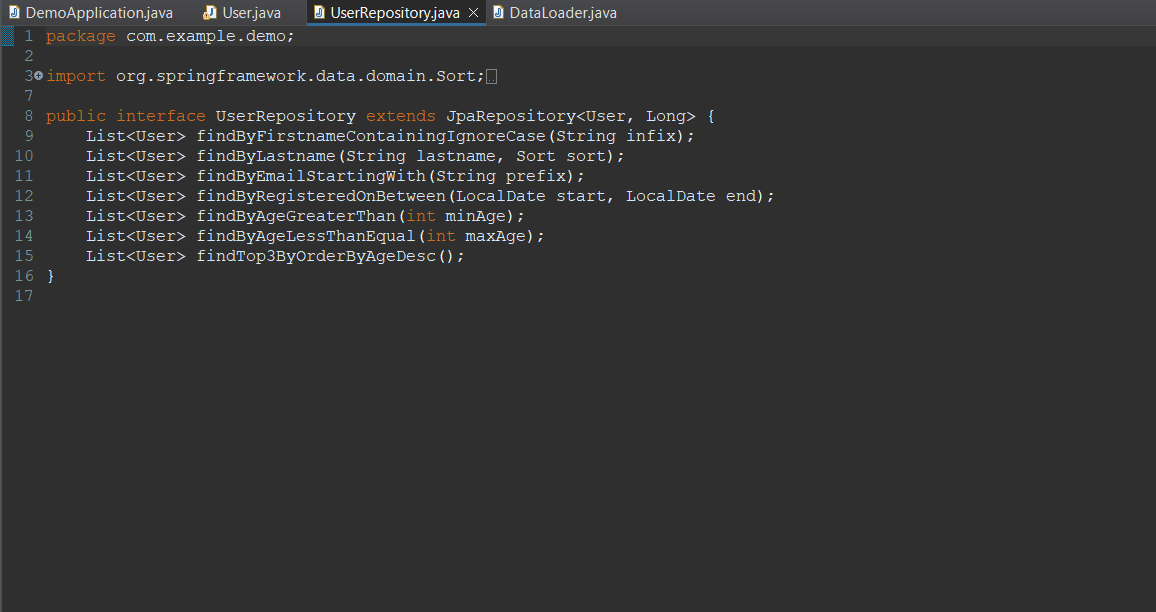 DemoApplication.java User.java UserRepository.java DataLoader.java
1 package com.example.demo;
2
3 import org.springframework.data.domain.Sort;
7
8 public interface UserRepository extends JpaRepository<User, Long> {
9     List<User> findByFirstnameContainingIgnoreCase(String infix);
10     List<User> findByLastname(String lastname, Sort sort);
11     List<User> findByEmailStartingWith(String prefix);
12     List<User> findByRegisteredOnBetween(LocalDate start, LocalDate end);
13     List<User> findByAgeGreaterThan(int minAge);
14     List<User> findByAgeLessThanEqual(int maxAge);
15     List<User> findTop3ByOrderByAgeDesc();
16 }
17